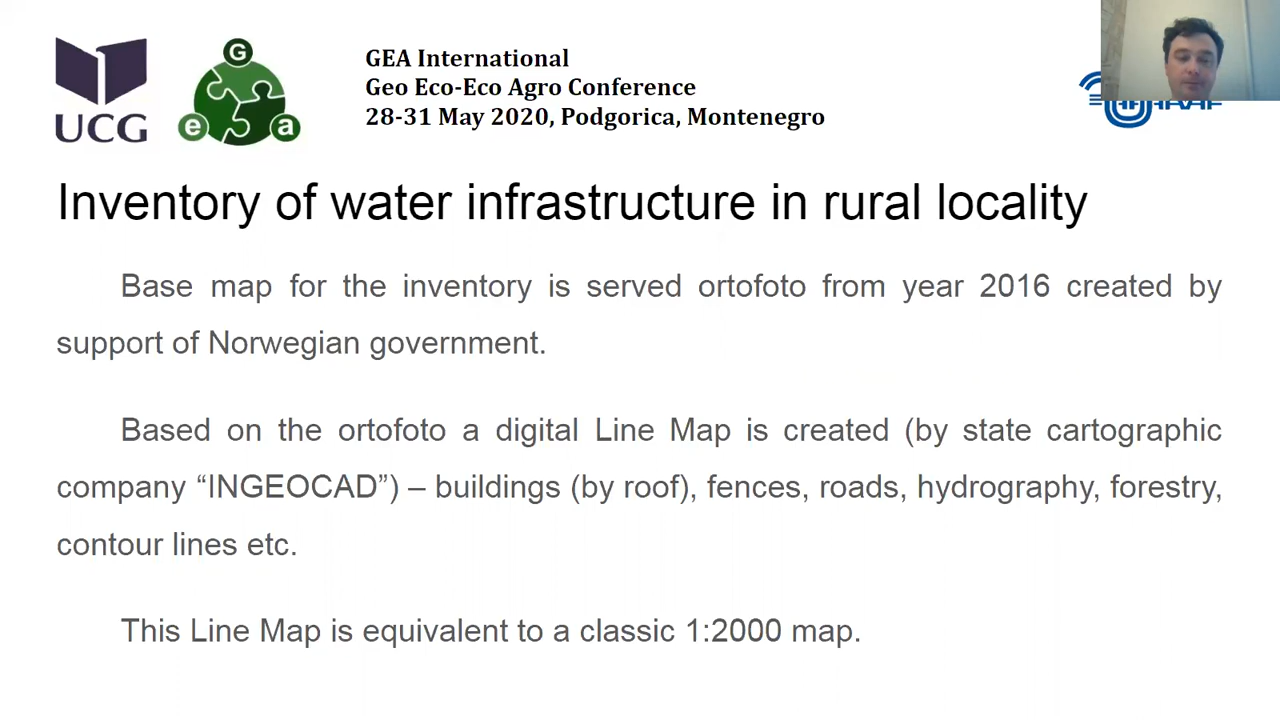 UCG
G
e
a
GEA International
Geo Eco-Eco Agro Conference
28-31 May 2020, Podgorica, Montenegro
Inventory of water infrastructure in rural locality
Base map for the inventory is served ortofoto from year 2016 created by
support of Norwegian government.
Based on the ortofoto a digital Line Map is created (by state cartographic
company “INGEOCAD”) – buildings (by roof), fences, roads, hydrography, forestry,
contour lines etc.
This Line Map is equivalent to a classic 1:2000 map.